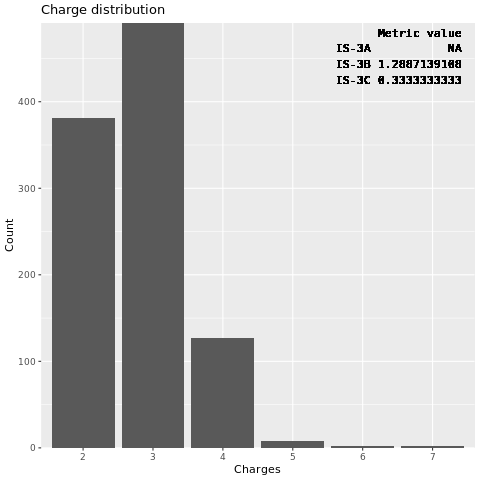 Charge distribution
Metric value
IS-3A NA
IS-3B 1.2887139108
IS-3C 0.3333333333
400
300
200
100
0
Count
2 3 4 5 6 7
Charges